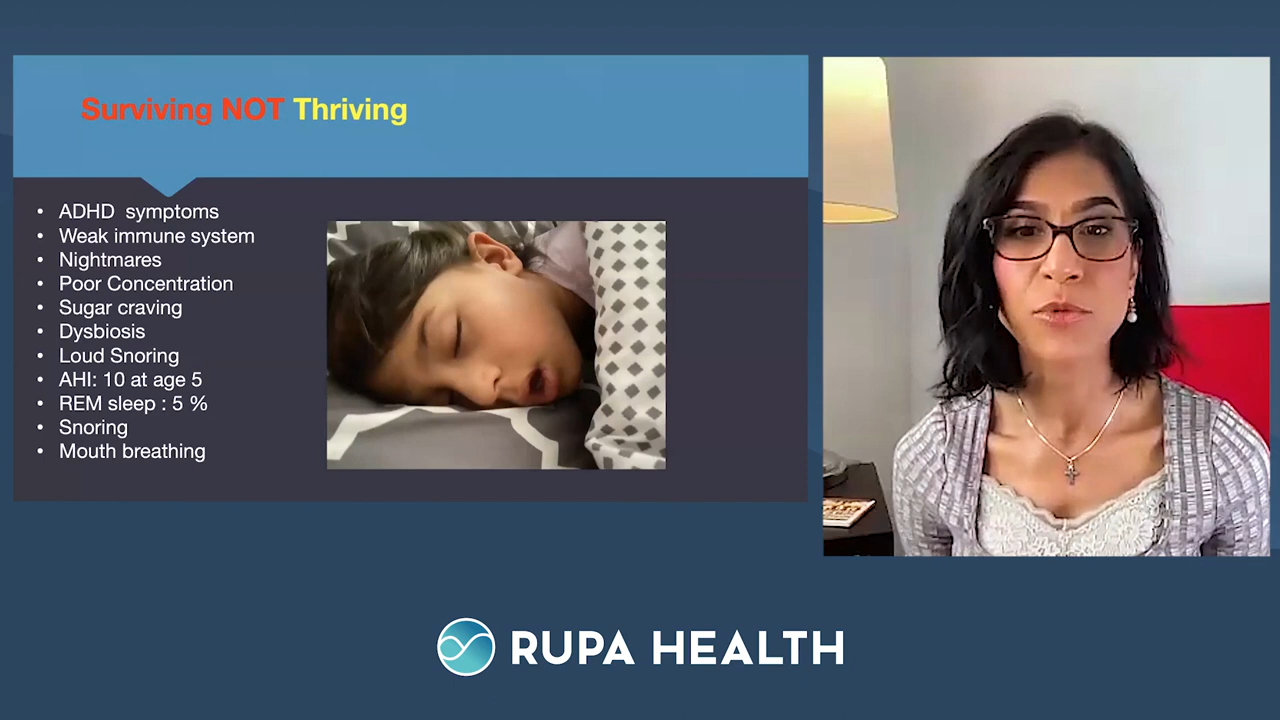 Surviving NOT Thriving
• ADHD symptoms
• Weak immune system
• Nightmares
• Poor Concentration
• Sugar craving
• Dysbiosis
• Loud Snoring
• AHI: 10 at age 5
• REM sleep : 5 %
• Snoring
• Mouth breathing
RUPA HEALTH